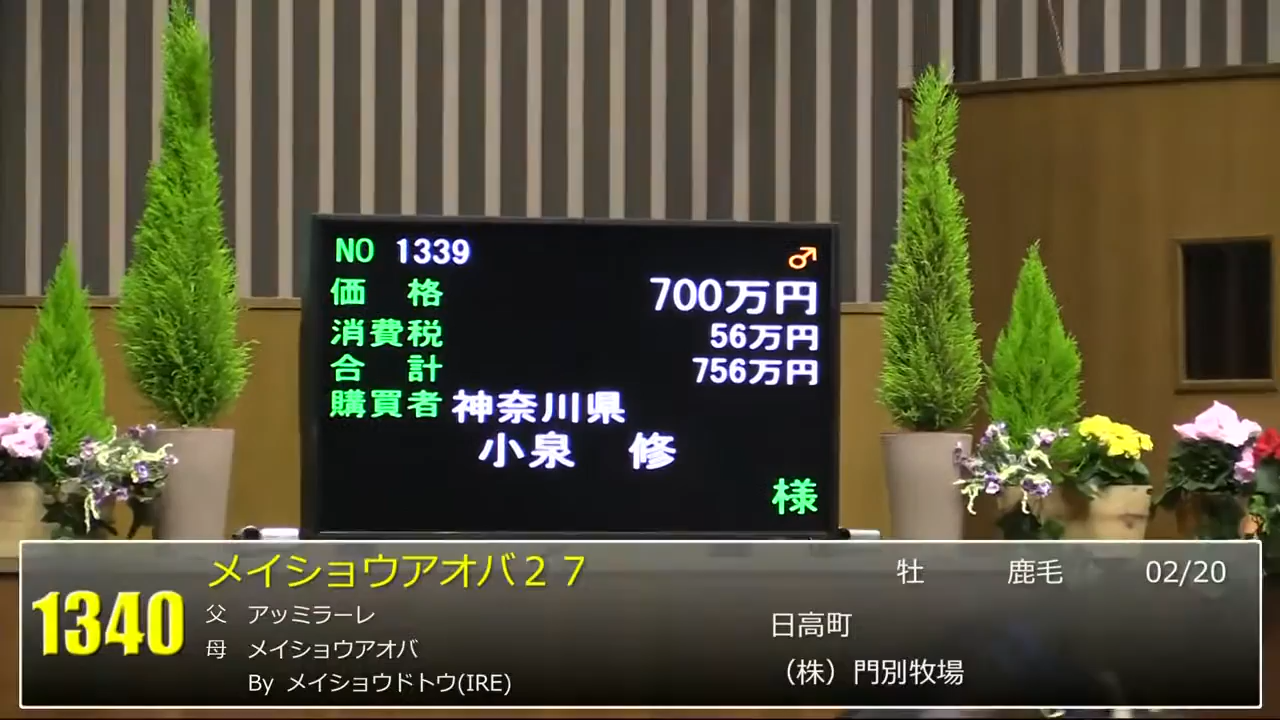 NO 1339 ♂
価 格 700万円
消費税 56万円
合 計 756万円
購買者 神奈川県
小泉 修
様
1340
メイショウアオバ27 牡 鹿毛 02/20
父 アッミラーレ
母 メイショウアオバ
By メイショウドトウ(IRE)
日高町
（株）門別牧場